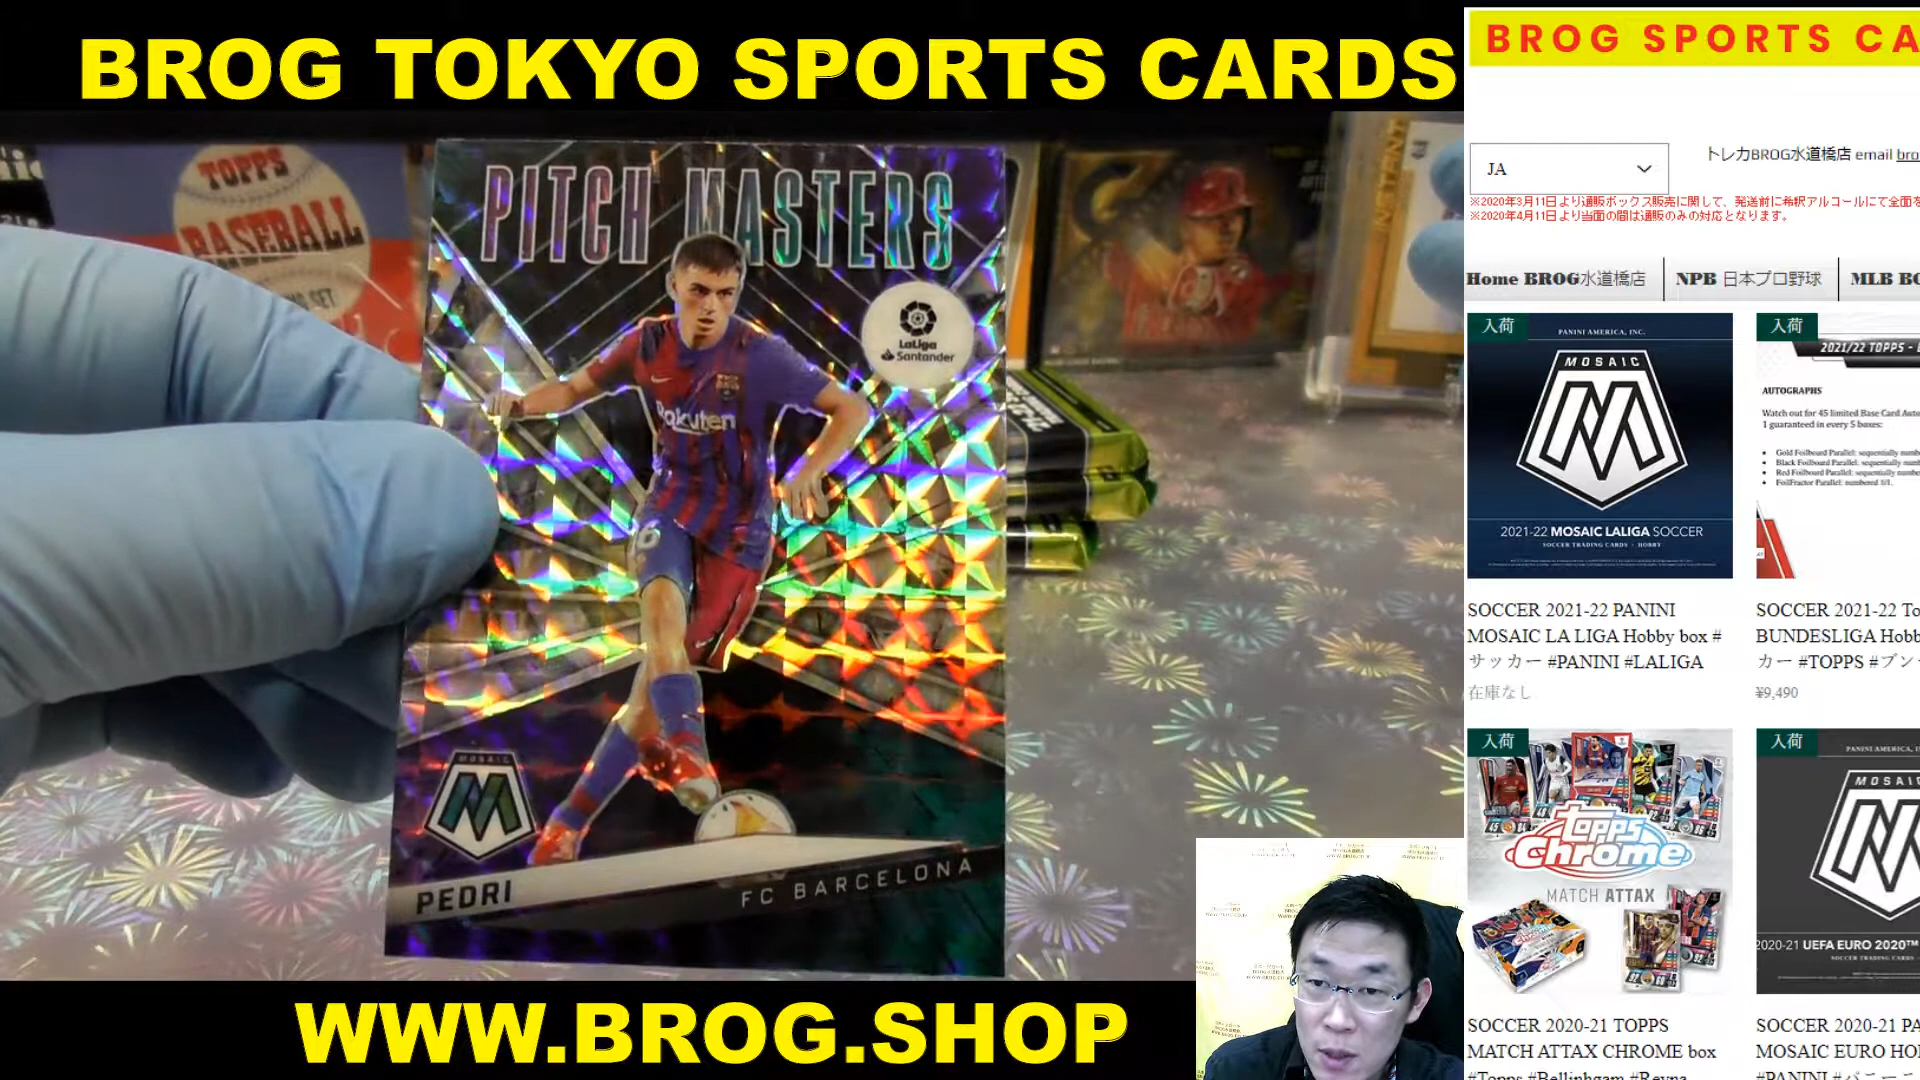 BROG TOKYO SPORTS CARDS
TOPPS
BASEBALL
PITCH MASTERS
LaLiga
Santander
Rakuten
16
MOSAIC
PEDRI
FC BARCELONA
WWW.BROG.SHOP
BROG SPORTS CA
JA
トレカBROG水道橋店 email bro
※2020年3月11日より通販ボックス販売に関して、発送前に希釈アルコールにて全面を
※2020年4月11日より当面の間は通販のみの対応となります。
Home BROG水道橋店
NPB 日本プロ野球
MLB BO
入荷
PANINI AMERICA, INC.
MOSAIC
2021-22 MOSAIC LALIGA SOCCER
SOCCER TRADING CARDS · HOBBY
SOCCER 2021-22 PANINI
MOSAIC LA LIGA Hobby box #
サッカー #PANINI #LALIGA
在庫なし
入荷
2021/22 TOPPS -
AUTOGRAPHS
Watch out for 45 limited Base Card Auto
1 guaranteed in every 5 boxes:
• Gold Foilboard Parallel: sequentially numb
• Black Foilboard Parallel: sequentially numb
• Red Foilboard Parallel: sequentially numbe
• FoilFractor Parallel: numbered 1/1.
SOCCER 2021-22 To
BUNDESLIGA Hobb
カー #TOPPS #ブン
¥9,490
入荷
topps
Chrome
MATCH ATTAX
SOCCER 2020-21 TOPPS
MATCH ATTAX CHROME box
#Topps #Bellinhgam #Reyna
入荷
PANINI AMERICA, I
MOSAIC
2020-21 UEFA EURO 2020™
SOCCER TRADING CARDS
SOCCER 2020-21 PA
MOSAIC EURO HO
#PANINI #パニーニ